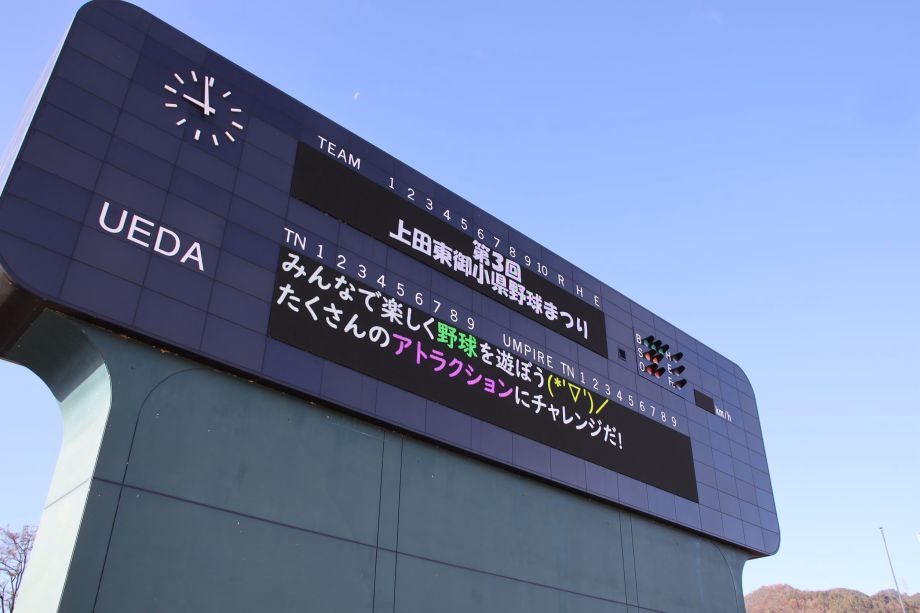 TEAM 1 2 3 4 5 6 7 8 9 10 R H E
第3回
上田東御小県野球まつり
UEDA
TN 1 2 3 4 5 6 7 8 9 UMPIRE TN 1 2 3 4 5 6 7 8 9
みんなで楽しく野球を遊ぼう(*'▽')／
たくさんのアトラクションにチャレンジだ!
B H
S E
O Fc
km/h